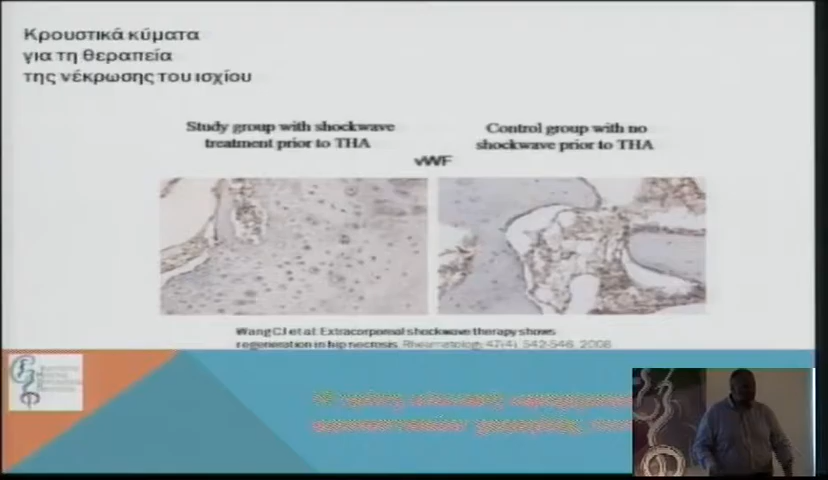 Κρουστικά κύματα
για τη θεραπεία
της νέκρωσης του ισχίου
Study group with shockwave
treatment prior to THA
Control group with no
shockwave prior to THA
vWF
Wang CJ et al: Extracorporeal shockwave therapy shows
regeneration in hip necrosis. Rheumatology 47(4), 542-546, 2008